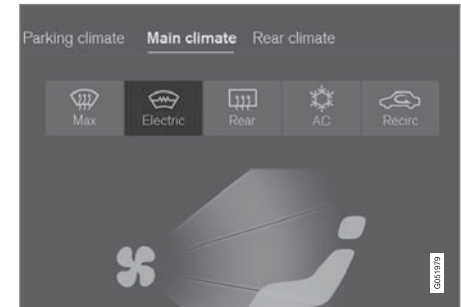 Parking climate Main climate Rear climate
Max Electric Rear AC Recirc
G051979